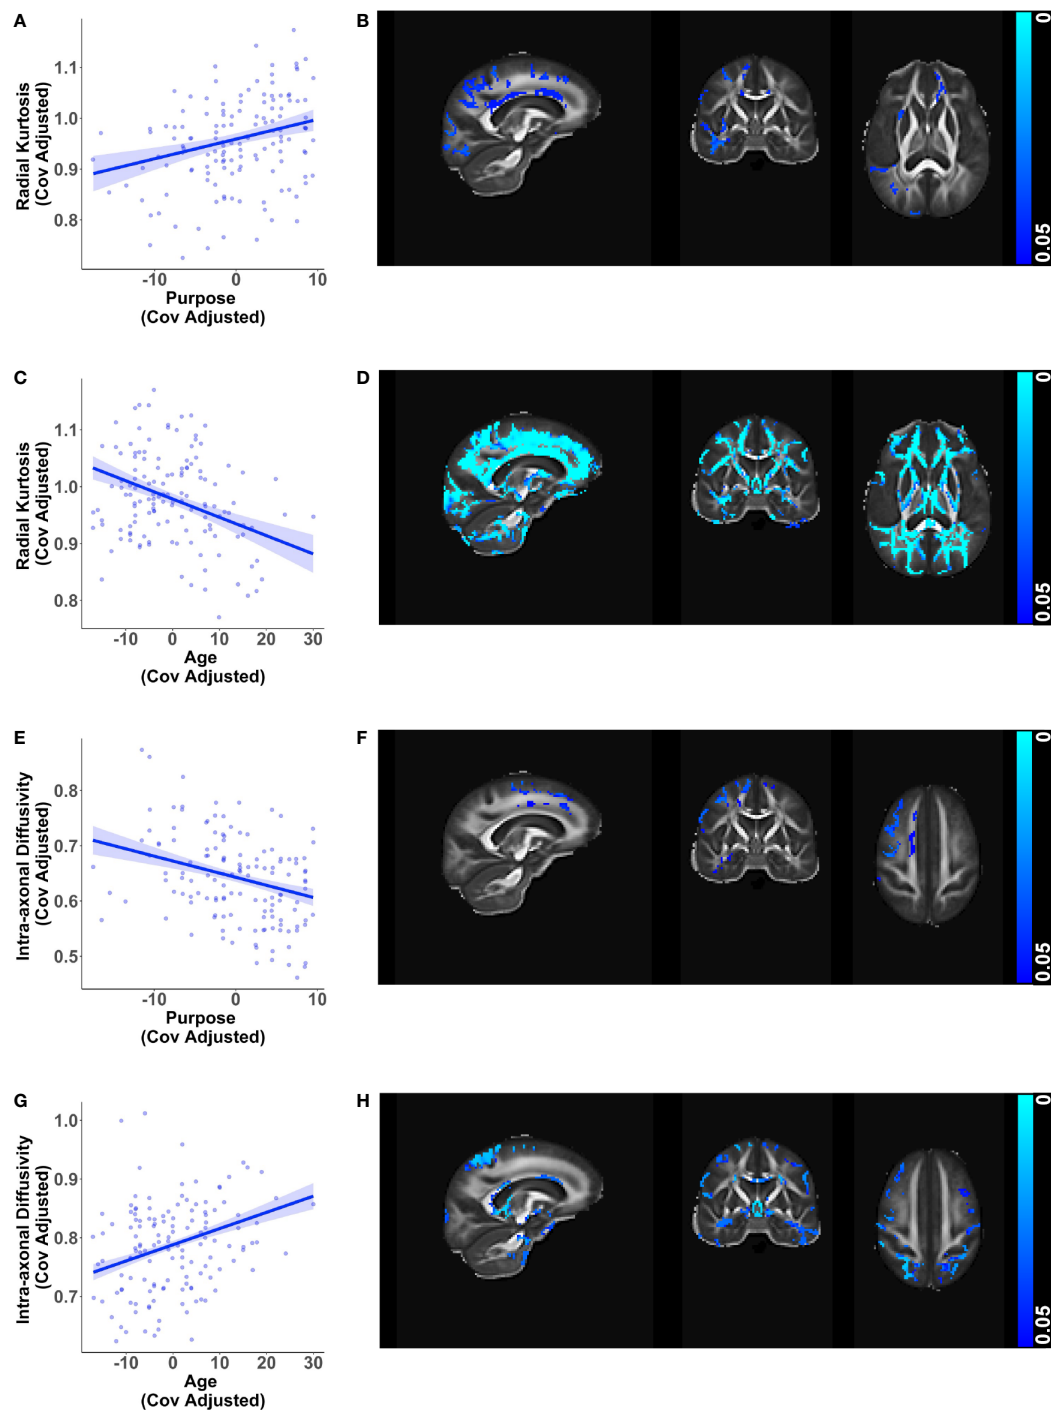 A
B
Radial Kurtosis
(Cov Adjusted)
1.1
1.0
0.9
0.8
-10
0
10
Purpose
(Cov Adjusted)
0
0.05
C
D
Radial Kurtosis
(Cov Adjusted)
1.1
1.0
0.9
0.8
-10
0
10
20
30
Age
(Cov Adjusted)
0
0.05
E
F
Intra-axonal Diffusivity
(Cov Adjusted)
0.8
0.7
0.6
0.5
-10
0
10
Purpose
(Cov Adjusted)
0
0.05
G
H
Intra-axonal Diffusivity
(Cov Adjusted)
1.0
0.9
0.8
0.7
-10
0
10
20
30
Age
(Cov Adjusted)
0
0.05